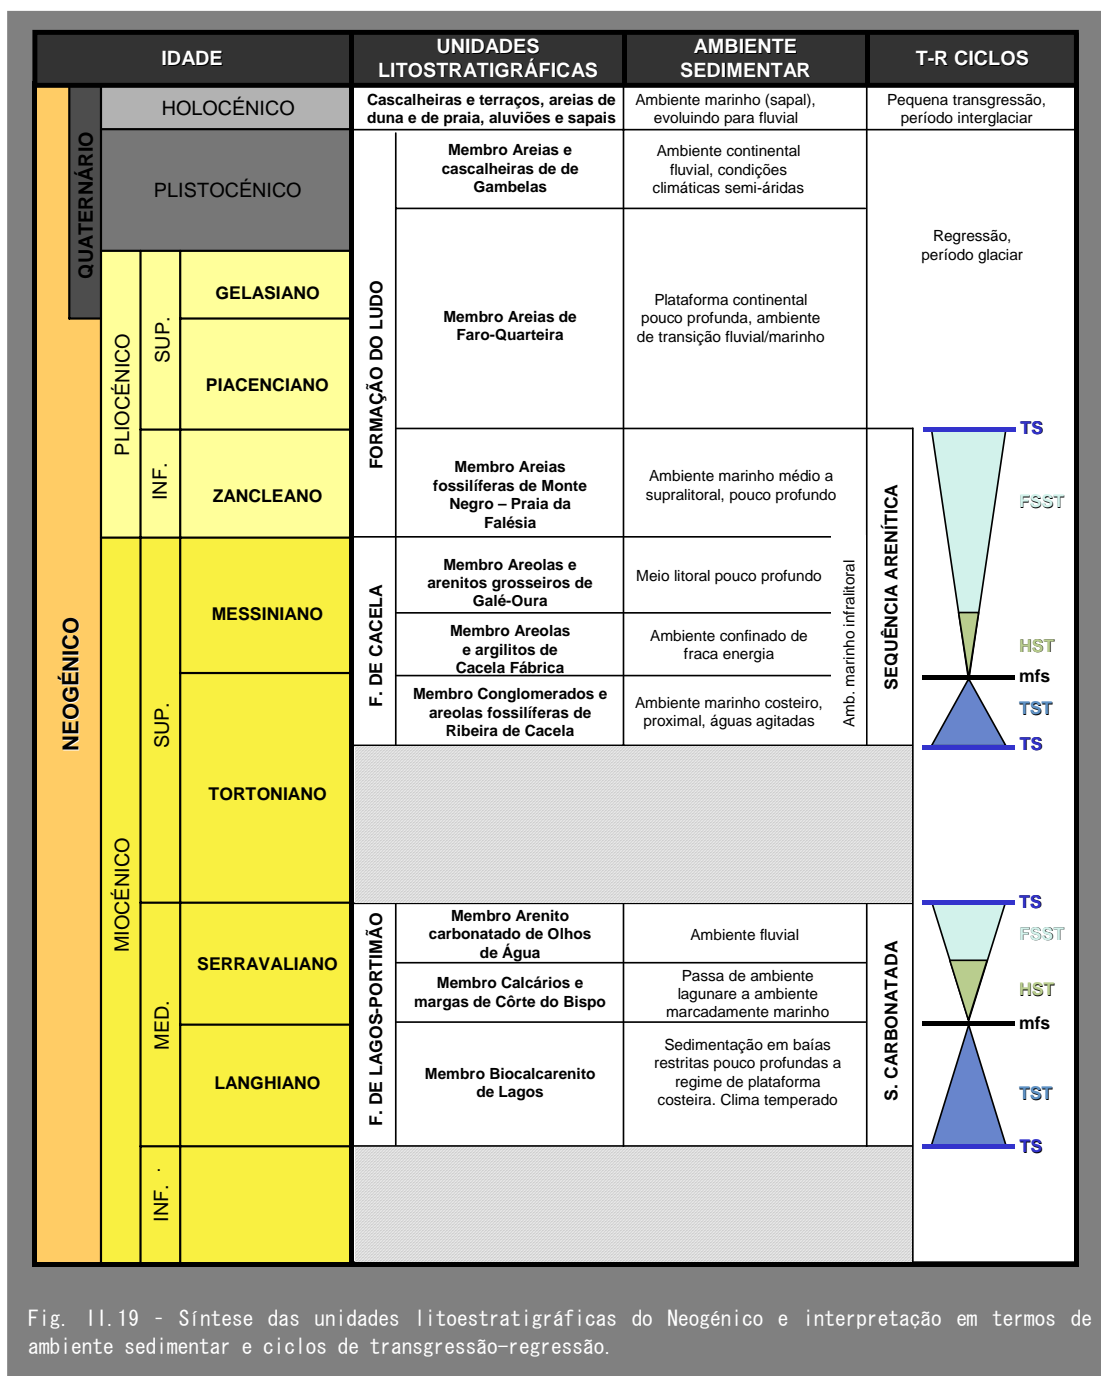 IDADE
UNIDADES
LITOSTRATIGRÁFICAS
AMBIENTE
SEDIMENTAR
T-R CICLOS
NEOGÉNICO
QUATERNÁRIO
HOLOCÉNICO
Cascalheiras e terraços, areias de
duna e de praia, aluviões e sapais
Ambiente marinho (sapal),
evoluindo para fluvial
Pequena transgressão,
período interglaciar
PLISTOCÉNICO
FORMAÇÃO DO LUDO
Membro Areias e
cascalheiras de de
Gambelas
Ambiente continental
fluvial, condições
climáticas semi-áridas
Regressão,
período glaciar
PLIOCÉNICO
SUP.
GELASIANO
PIACENCIANO
Membro Areias de
Faro-Quarteira
Plataforma continental
pouco profunda, ambiente
de transição fluvial/marinho
INF.
ZANCLEANO
Membro Areias
fossilíferas de Monte
Negro – Praia da
Falésia
Ambiente marinho médio a
supralitoral, pouco profundo
SEQUÊNCIA ARENÍTICA
TS
FSST
HST
mfs
TST
TS
MIOCÉNICO
SUP.
MESSINIANO
F. DE CACELA
Membro Areolas e
arenitos grosseiros de
Galé-Oura
Meio litoral pouco profundo
Amb. marinho infralitoral
Membro Areolas
e argilitos de
Cacela Fábrica
Ambiente confinado de
fraca energia
Membro Conglomerados e
areolas fossilíferas de
Ribeira de Cacela
Ambiente marinho costeiro,
proximal, águas agitadas
TORTONIANO
MED.
SERRAVALIANO
F. DE LAGOS-PORTIMÃO
Membro Arenito
carbonatado de Olhos
de Água
Ambiente fluvial
S. CARBONATADA
TS
FSST
HST
mfs
TST
TS
Membro Calcários e
margas de Côrte do Bispo
Passa de ambiente
lagunare a ambiente
marcadamente marinho
LANGHIANO
Membro Biocalcarenito
de Lagos
Sedimentação em baías
restritas pouco profundas a
regime de plataforma
costeira. Clima temperado
INF. .
Fig. II.19 - Síntese das unidades litoestratigráficas do Neogénico e interpretação em termos de
ambiente sedimentar e ciclos de transgressão-regressão.